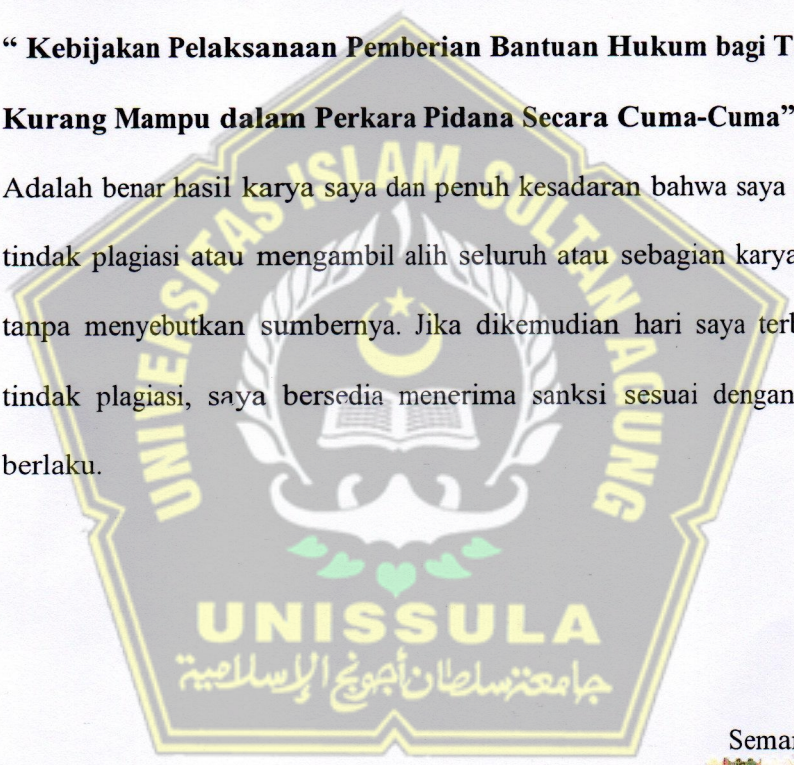 “ Kebijakan Pelaksanaan Pemberian Bantuan Hukum bagi T
Kurang Mampu dalam Perkara Pidana Secara Cuma-Cuma”
Adalah benar hasil karya saya dan penuh kesadaran bahwa saya
tindak plagiasi atau mengambil alih seluruh atau sebagian karya
tanpa menyebutkan sumbernya. Jika dikemudian hari saya terl
tindak plagiasi, saya bersedia menerima sanksi sesuai dengan
berlaku.
UNIVERSITAS ISLAM SULTAN AGUNG
UNISSULA
جامعة سلطان أجونج الإسلامية
Semar